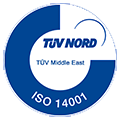 TÜV NORD
TÜV Middle East
ISO 14001